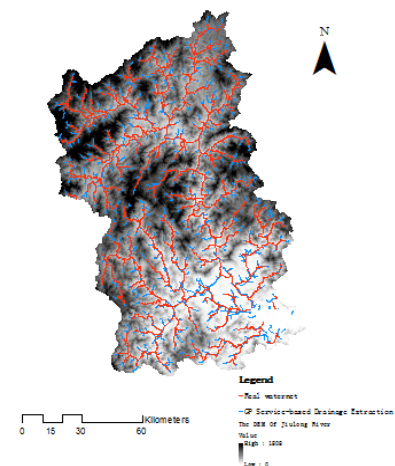 N
Legend
Real waternet
GP Service-based Drainage Extraction
The DEM Of Jiulong River
Value
High : 1808
Low : 0
Kilometers
0 15 30 60